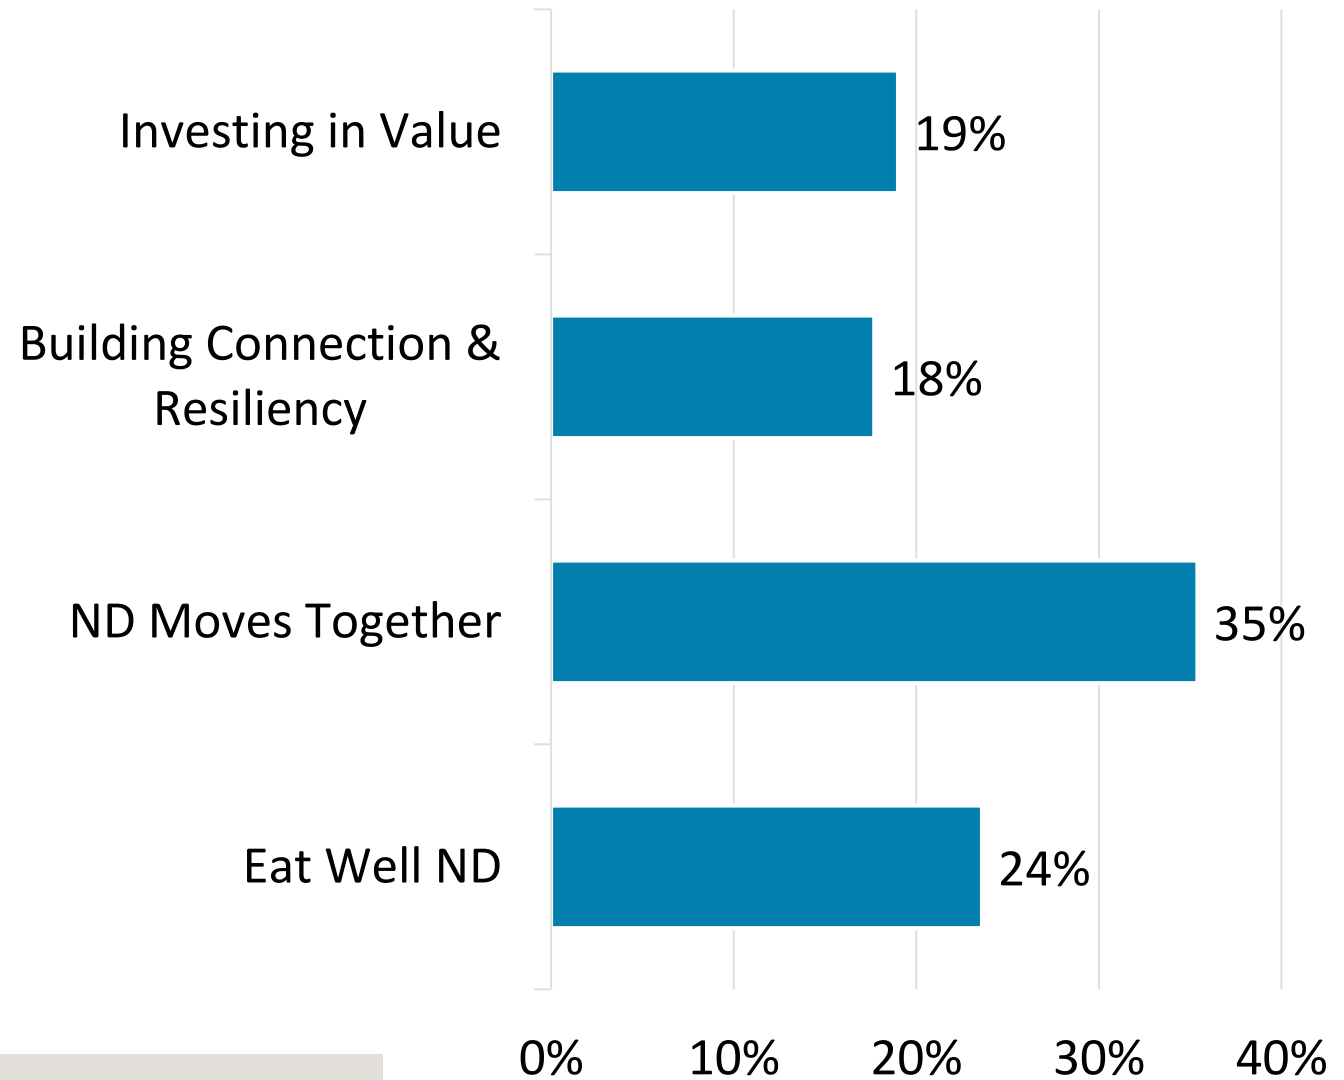 Investing in Value
19%
Building Connection &
Resiliency
18%
ND Moves Together
35%
Eat Well ND
24%
0% 10% 20% 30% 40%